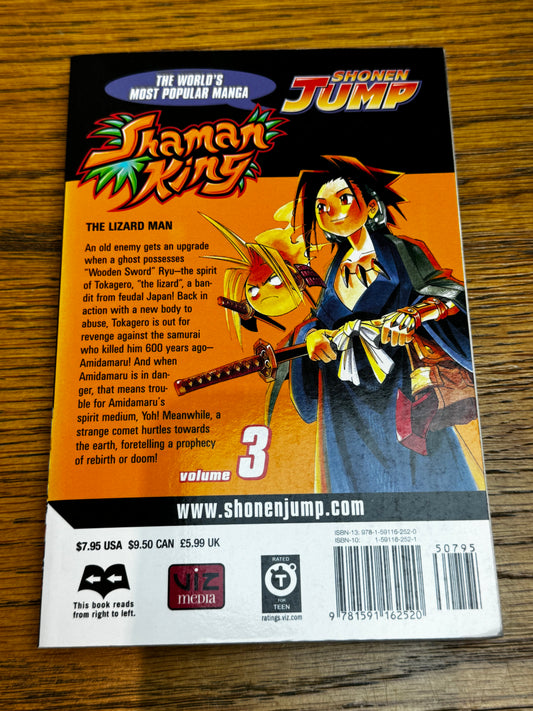 THE WORLD'S
MOST POPULAR MANGA
SHONEN
JUMP
Shaman
King
THE LIZARD MAN
An old enemy gets an upgrade
when a ghost possesses
"Wooden Sword" Ryu—the spirit
of Tokagero, "the lizard", a ban-
dit from feudal Japan! Back in
action with a new body to
abuse, Tokagero is out for
revenge against the samurai
who killed him 600 years ago—
Amidamaru! And when
Amidamaru is in dan-
ger, that means trou-
ble for Amidamaru's
spirit medium, Yoh! Meanwhile, a
strange comet hurtles towards
the earth, foretelling a prophecy
of rebirth or doom!
volume 3
www.shonenjump.com
$7.95 USA $9.50 CAN £5.99 UK
ISBN-13: 978-1-59116-252-0
ISBN-10: 1-59116-252-1
50795
9 781591 162520
This book reads
from right to left.
VIZ
MEDIA
RATED
T
FOR
TEEN
ratings.viz.com